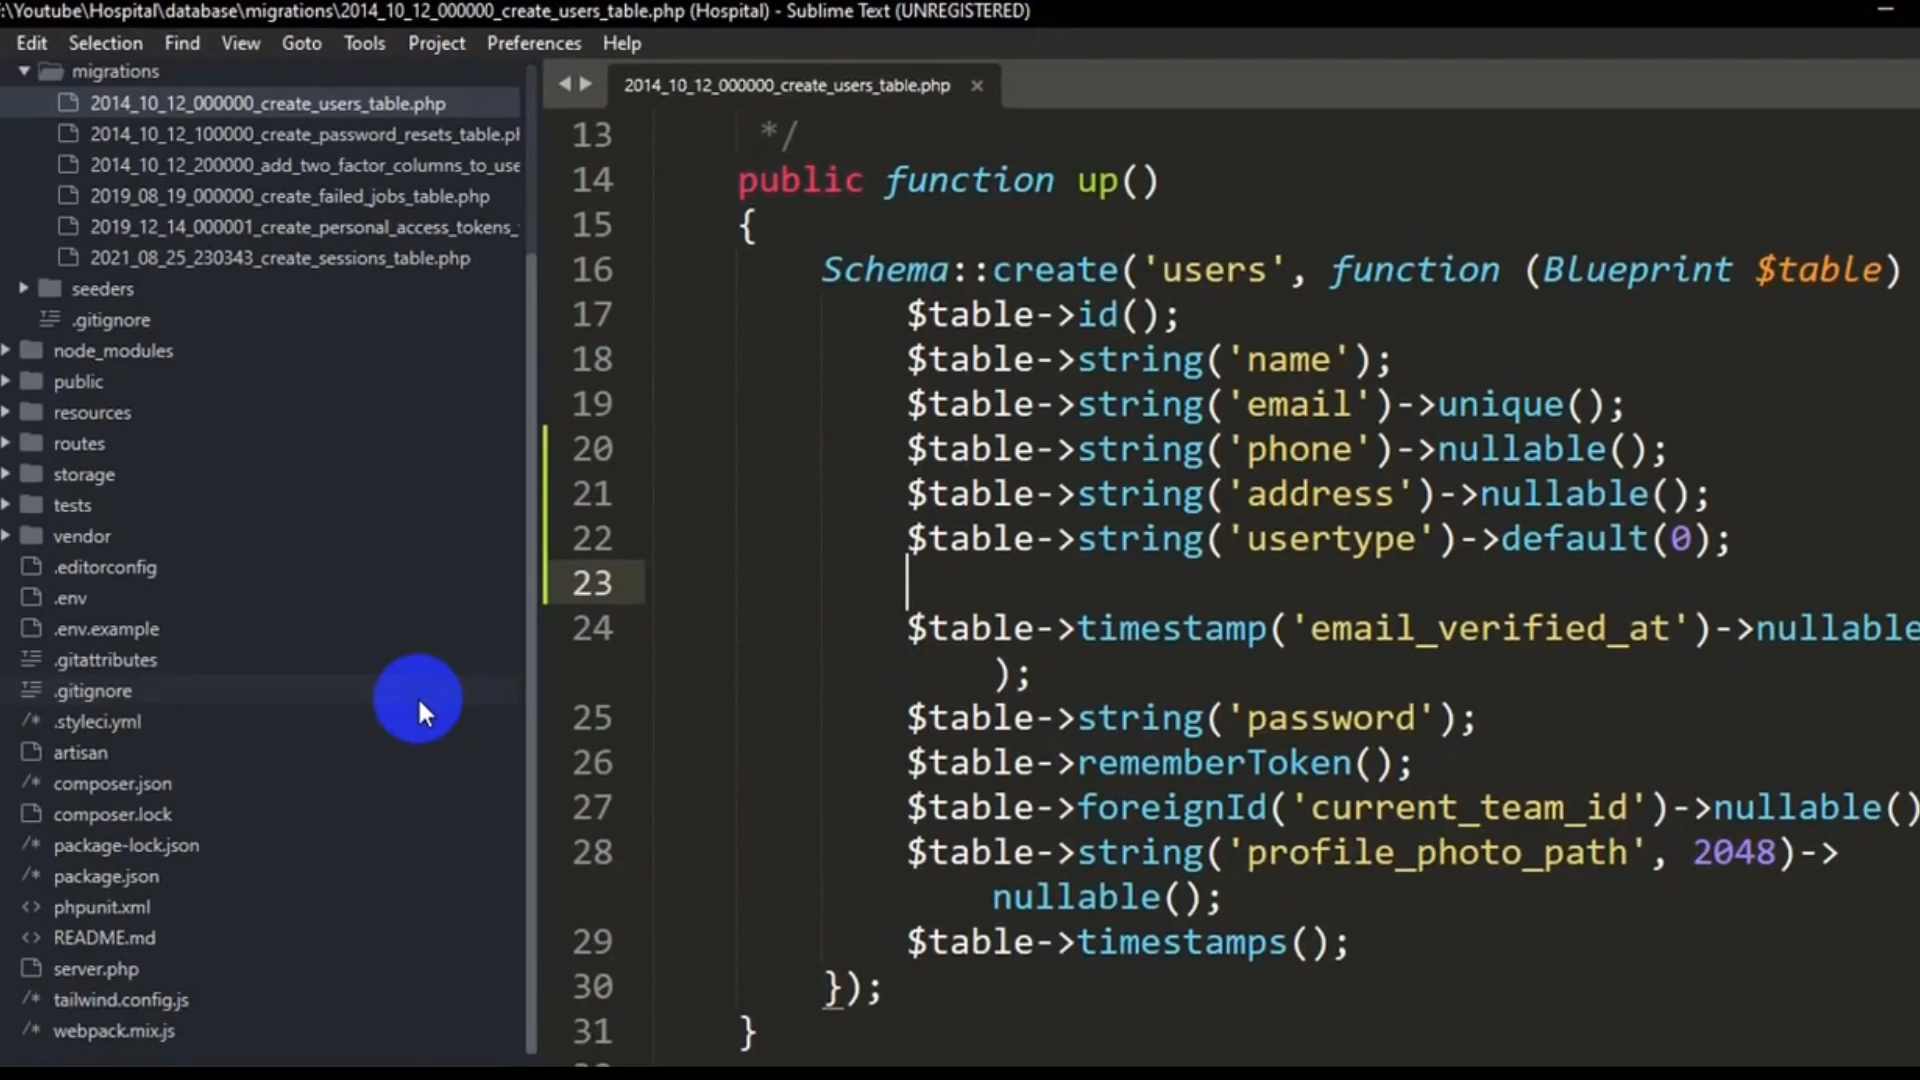 :\Youtube\Hospital\database\migrations\2014_10_12_000000_create_users_table.php (Hospital) - Sublime Text (UNREGISTERED)
Edit Selection Find View Goto Tools Project Preferences Help
migrations
2014_10_12_000000_create_users_table.php
2014_10_12_100000_create_password_resets_table.ph
2014_10_12_200000_add_two_factor_columns_to_use
2019_08_19_000000_create_failed_jobs_table.php
2019_12_14_000001_create_personal_access_tokens_
2021_08_25_230343_create_sessions_table.php
seeders
.gitignore
node_modules
public
resources
routes
storage
tests
vendor
.editorconfig
.env
.env.example
.gitattributes
.gitignore
/* .styleci.yml
artisan
/* composer.json
composer.lock
/* package-lock.json
/* package.json
<> phpunit.xml
<> README.md
server.php
/* tailwind.config.js
/* webpack.mix.js
2014_10_12_000000_create_users_table.php ×
13 */
14 public function up()
15 {
16 Schema::create('users', function (Blueprint $table)
17 $table->id();
18 $table->string('name');
19 $table->string('email')->unique();
20 $table->string('phone')->nullable();
21 $table->string('address')->nullable();
22 $table->string('usertype')->default(0);
23
24 $table->timestamp('email_verified_at')->nullable
);
25 $table->string('password');
26 $table->rememberToken();
27 $table->foreignId('current_team_id')->nullable()
28 $table->string('profile_photo_path', 2048)->
nullable();
29 $table->timestamps();
30 });
31 }